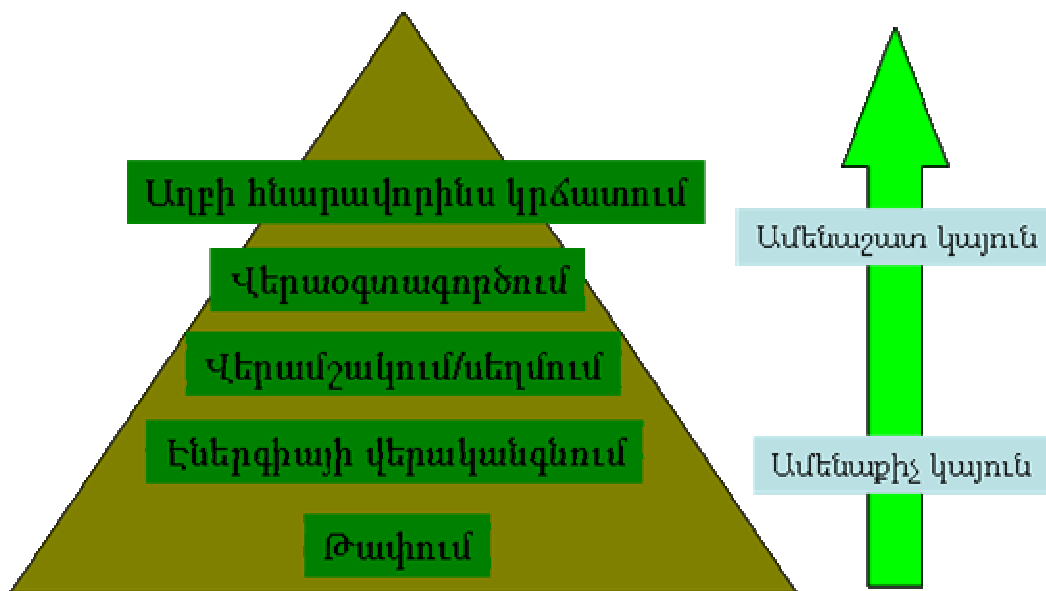 Աղբի հնարավորինս կրճատում
Վերաօգտագործում
Վերամշակում/սեղմում
Էներգիայի վերականգնում
Թափում
Ամենաշատ կայուն
Ամենաքիչ կայուն